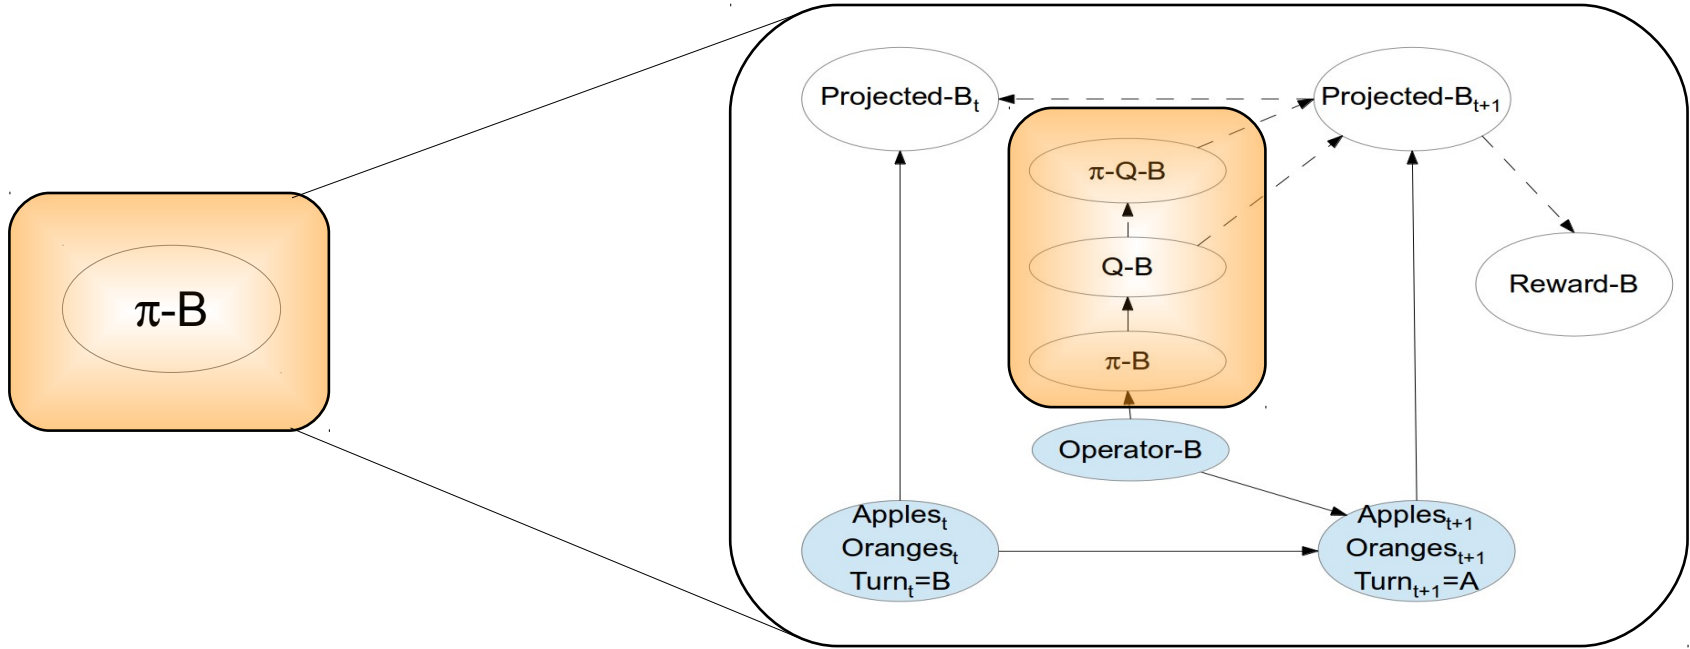 π-B
Projected-Bt
Projected-Bt+1
π-Q-B
Q-B
Reward-B
π-B
Operator-B
Applest
Orangest
Turnt=B
Applest+1
Orangest+1
Turnt+1=A